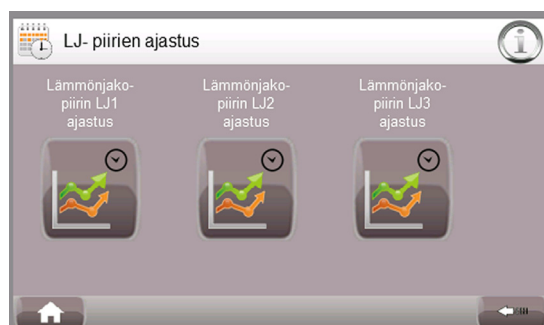 LJ- piirien ajastus
Lämmönjako-
piirin LJ1
ajastus
Lämmönjako-
piirin LJ2
ajastus
Lämmönjako-
piirin LJ3
ajastus